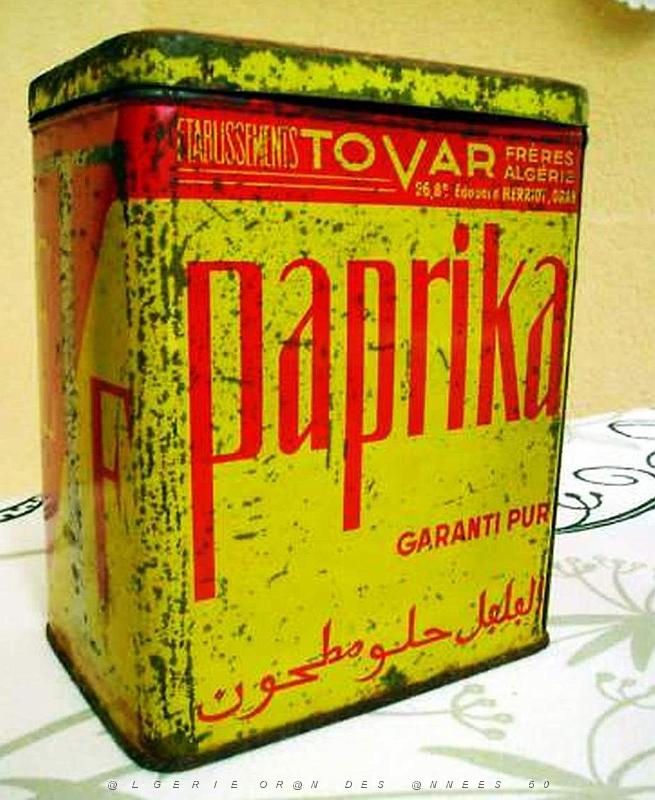 ETABLISSEMENTS TOVAR FRÈRES
ALGÉRIE
26, Bd Edouard HERRIOT, ORAN
paprika
GARANTI PUR
الفلفل حلو مطحون
P
@LGERIE OR@N DES @NNEES 50